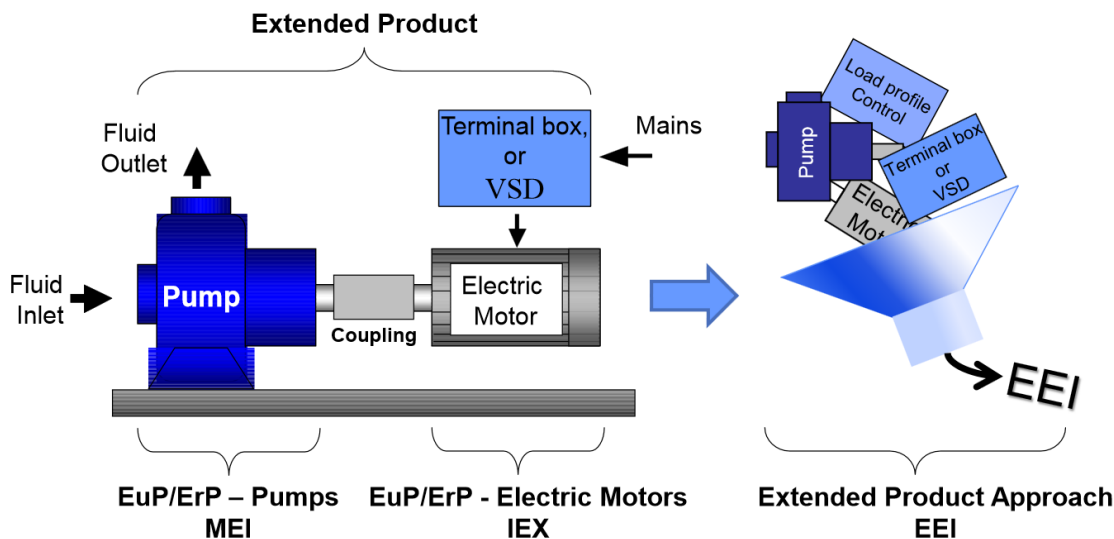 Extended Product
Fluid
Outlet
Terminal box,
or
VSD
Mains
Fluid
Inlet
Pump
Coupling
Electric
Motor
EuP/ErP – Pumps
MEI
EuP/ErP - Electric Motors
IEX
Load profile
Control
Pump
Terminal box
or
VSD
EEI
Extended Product Approach
EEI